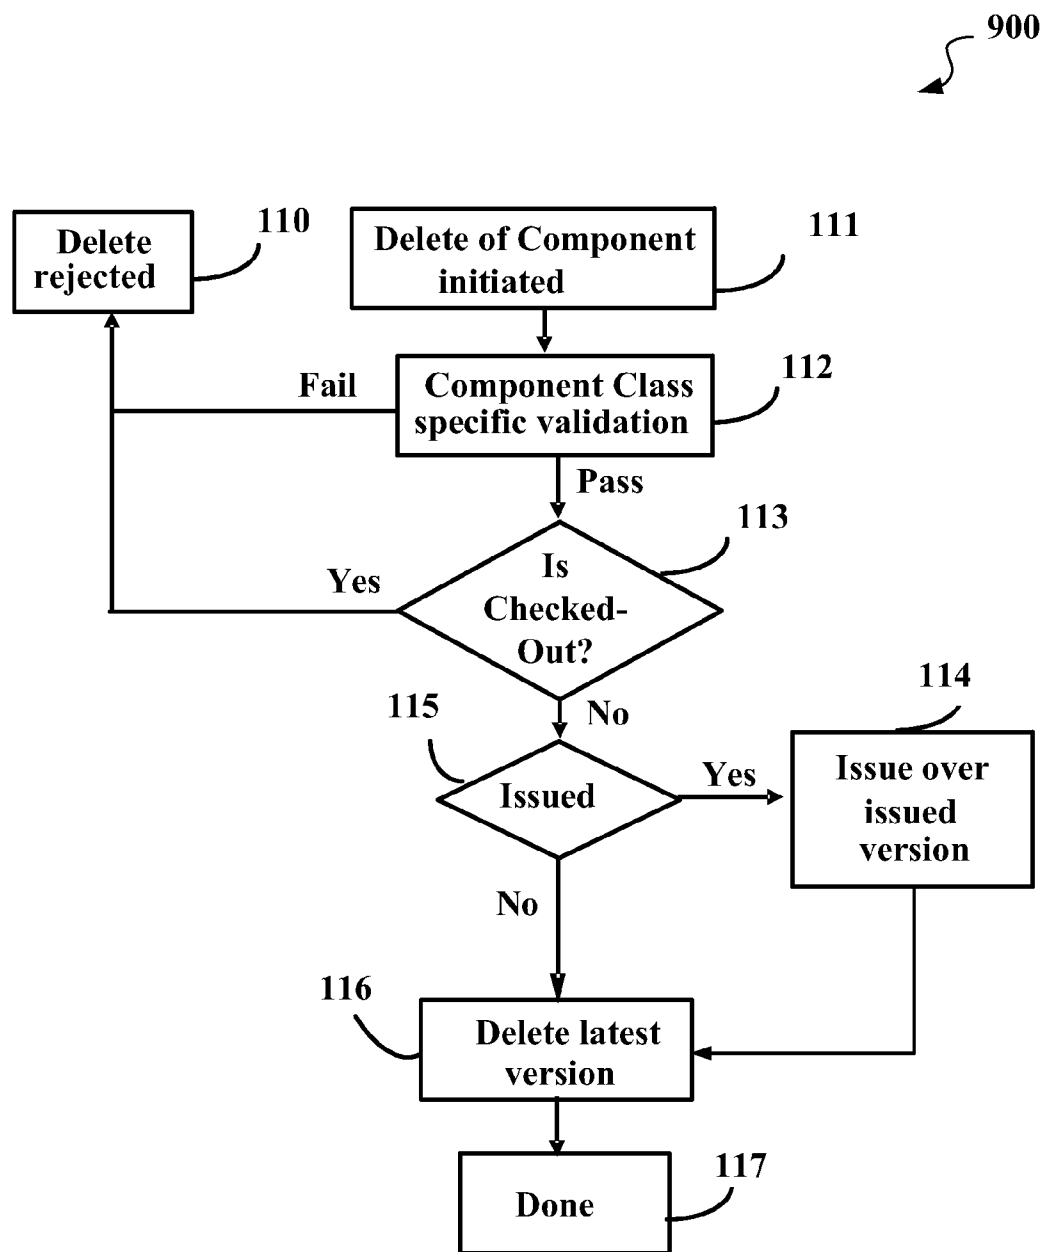 900
Delete
rejected
110
Delete of Component
initiated
111
Fail
Component Class
specific validation
112
Pass
113
Yes
Is
Checked-
Out?
No
115
114
Issued
Yes
Issue over
issued
version
No
116
Delete latest
version
117
Done